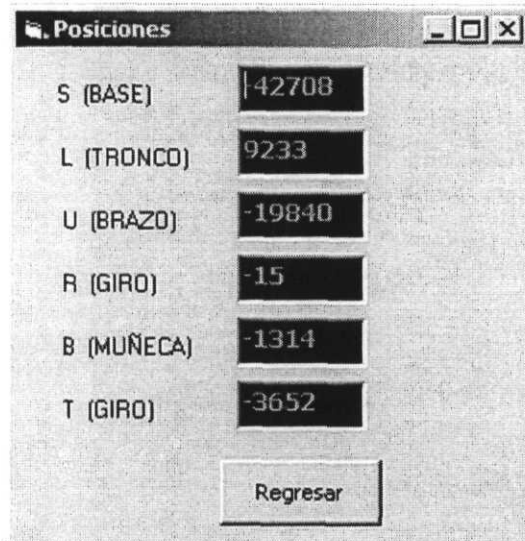 Posiciones
S (BASE) -42708
L (TRONCO) 9233
U (BRAZO) -19840
R (GIRO) -15
B (MUÑECA) -1314
T (GIRO) -3652
Regresar